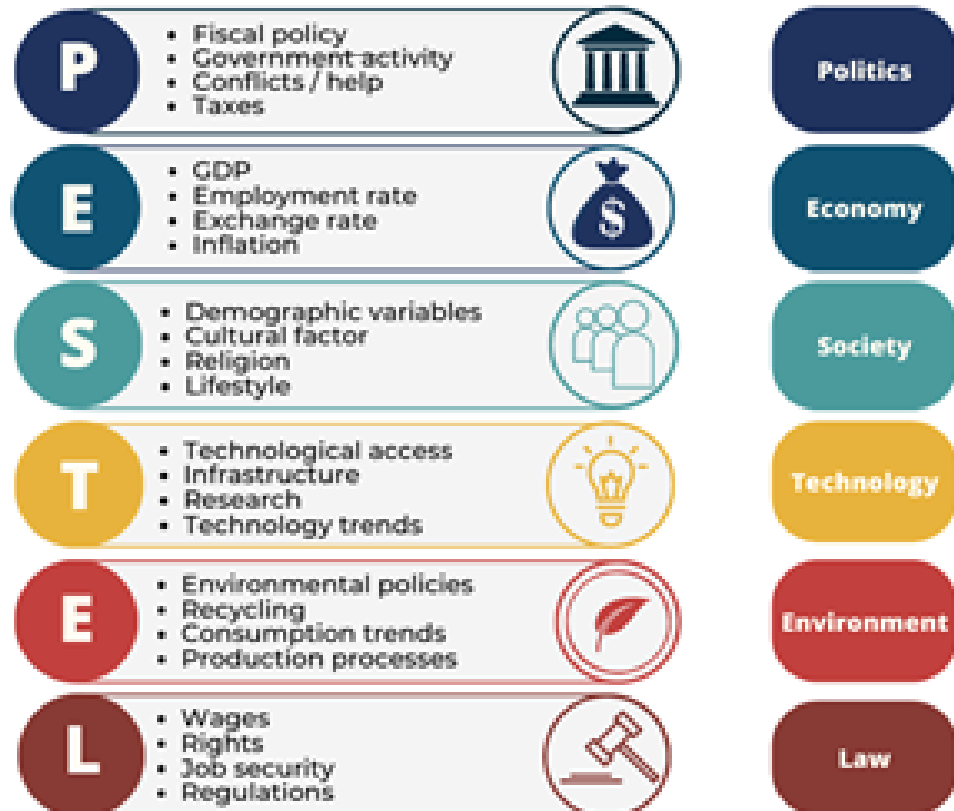 P
• Fiscal policy
• Government activity
• Conflicts / help
• Taxes
Politics
E
• GDP
• Employment rate
• Exchange rate
• Inflation
$
Economy
S
• Demographic variables
• Cultural factor
• Religion
• Lifestyle
Society
T
• Technological access
• Infrastructure
• Research
• Technology trends
Technology
E
• Environmental policies
• Recycling
• Consumption trends
• Production processes
Environment
L
• Wages
• Rights
• Job security
• Regulations
Law